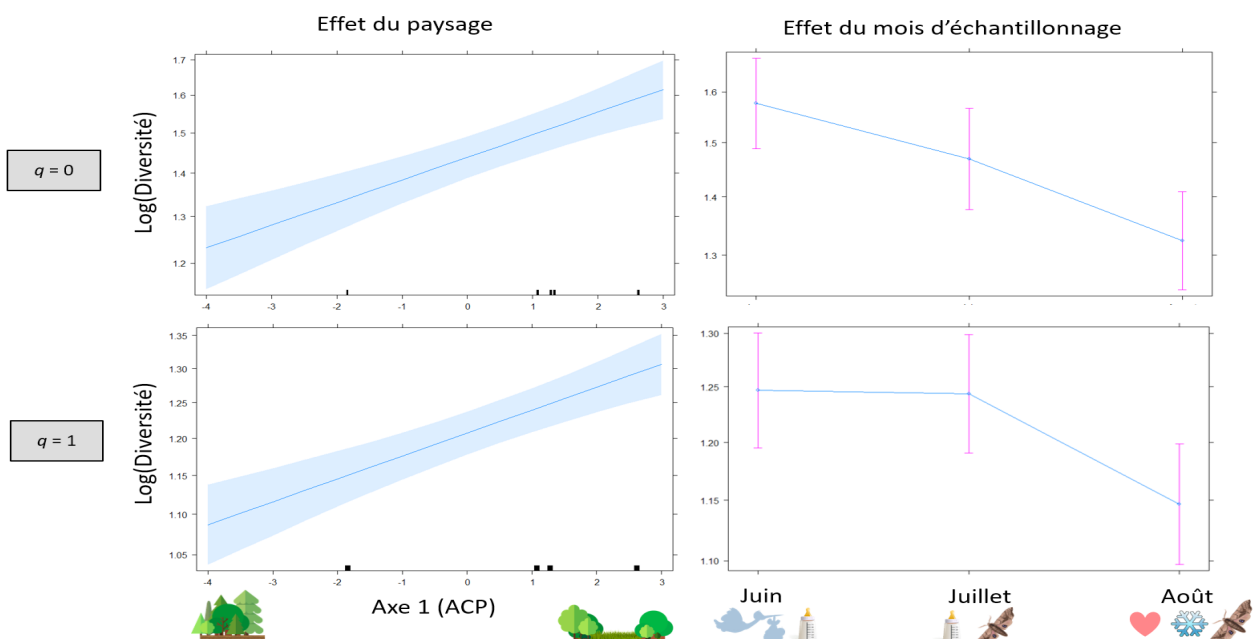 Effet du paysage
Effet du mois d'échantillonnage
q = 0
Log(Diversité)
1.7
1.6
1.5
1.4
1.3
1.2
-4 -3 -2 -1 0 1 2 3
1.6
1.5
1.4
1.3
q = 1
Log(Diversité)
1.35
1.30
1.25
1.20
1.15
1.10
1.05
-4 -3 -2 -1 0 1 2 3
1.30
1.25
1.20
1.15
1.10
Axe 1 (ACP)
Juin Juillet Août